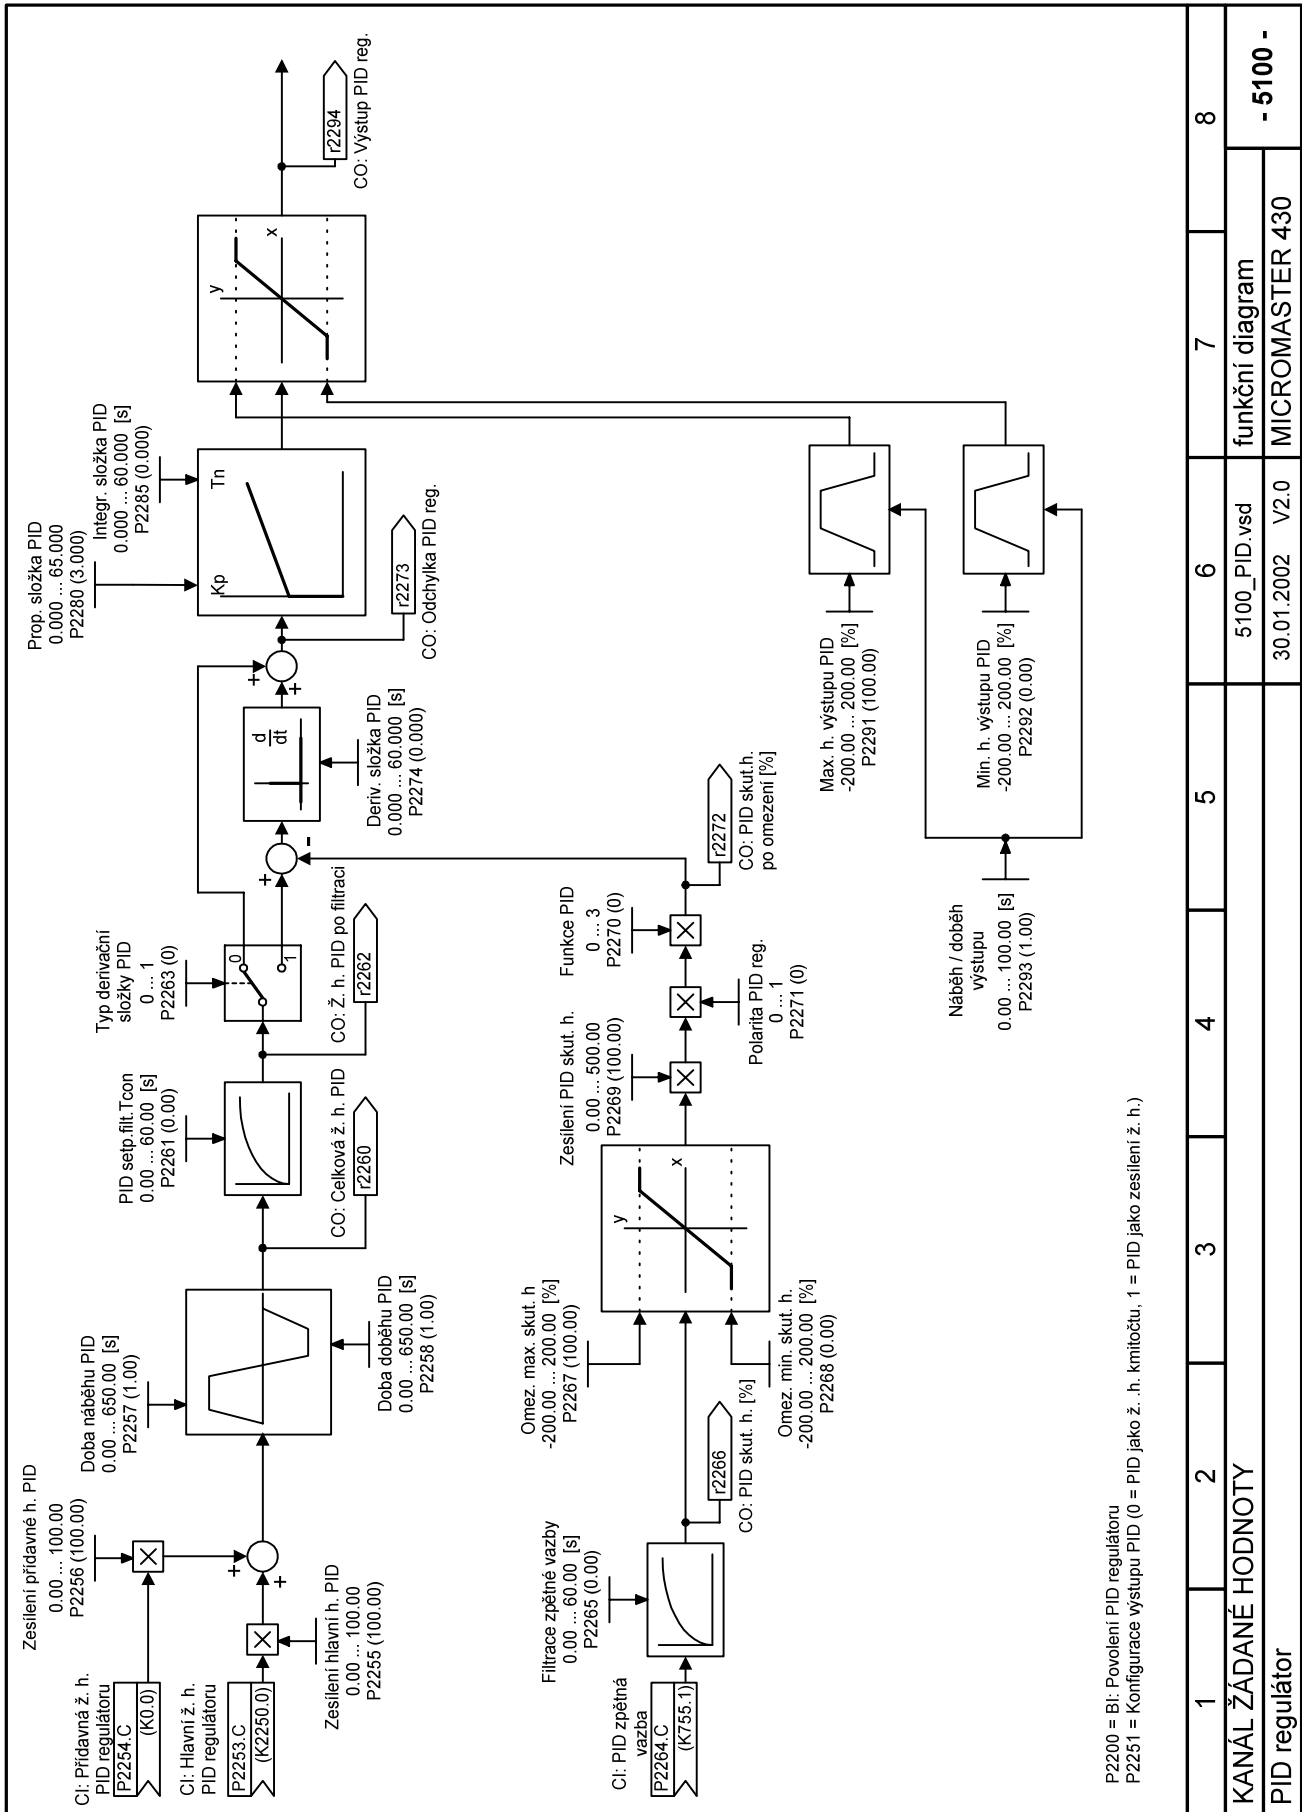 CI: Přídavná ž. h.
PID regulátoru
P2254.C
(K0.0)
CI: Hlavní ž. h.
PID regulátoru
P2253.C
(K2250.0)
Zesílení přídavné h. PID
0.00 ... 100.00
P2256 (100.00)
Zesílení hlavní h. PID
0.00 ... 100.00
P2255 (100.00)
+
+
Doba náběhu PID
0.00 ... 650.00 [s]
P2257 (1.00)
Doba doběhu PID
0.00 ... 650.00 [s]
P2258 (1.00)
CO: Celková ž. h. PID
r2260
PID setp.filt.Tcon
0.00 ... 60.00 [s]
P2261 (0.00)
CO: Ž. h. PID po filtraci
r2262
Typ derivační
složky PID
0 ... 1
P2263 (0)
0
1
+
-
d
dt
Deriv. složka PID
0.000 ... 60.000 [s]
P2274 (0.000)
+
+
r2273
CO: Odchylka PID reg.
Prop. složka PID
0.000 ... 65.000
P2280 (3.000)
Integr. složka PID
0.000 ... 60.000 [s]
P2285 (0.000)
Kp
Tn
y
x
r2294
CO: Výstup PID reg.
CI: PID zpětná
vazba
P2264.C
(K755.1)
Filtrace zpětné vazby
0.00 ... 60.00 [s]
P2265 (0.00)
r2266
CO: PID skut. h. [%]
Omez. max. skut. h
-200.00 ... 200.00 [%]
P2267 (100.00)
Omez. min. skut. h.
-200.00 ... 200.00 [%]
P2268 (0.00)
y
x
Zesílení PID skut. h.
0.00 ... 500.00
P2269 (100.00)
Polarita PID reg.
0 ... 1
P2271 (0)
Funkce PID
0 ... 3
P2270 (0)
r2272
CO: PID skut.h.
po omezení [%]
Max. h. výstupu PID
-200.00 ... 200.00 [%]
P2291 (100.00)
Min. h. výstupu PID
-200.00 ... 200.00 [%]
P2292 (0.00)
Náběh / doběh
výstupu
0.00 ... 100.00 [s]
P2293 (1.00)
P2200 = BI: Povolení PID regulátoru
P2251 = Konfigurace výstupu PID (0 = PID jako ž. .h. kmitočtu, 1 = PID jako zesílení ž. h.)
1 2 3 4 5 6 7 8
KANÁL ŽÁDANÉ HODNOTY
PID regulátor
5100_PID.vsd
30.01.2002 V2.0
funkční diagram
MICROMASTER 430
- 5100 -